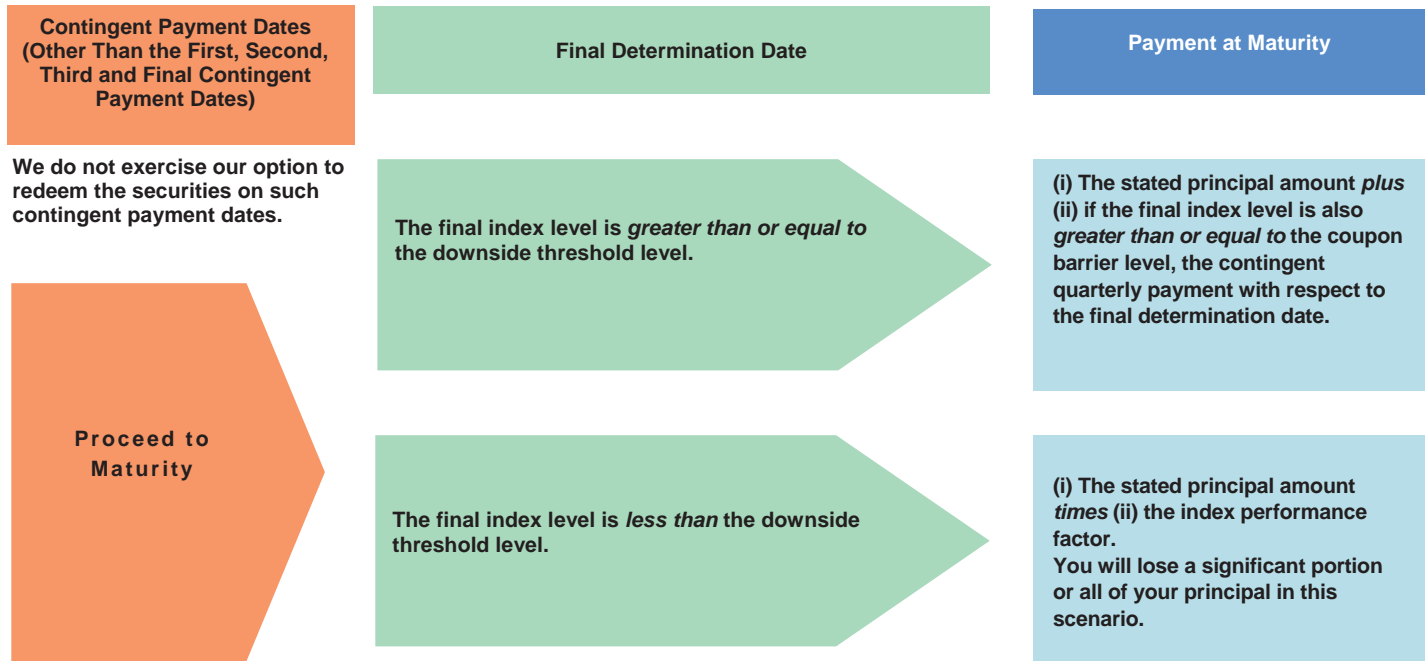 Contingent Payment Dates
(Other Than the First, Second,
Third and Final Contingent
Payment Dates)
Final Determination Date
Payment at Maturity
We do not exercise our option to
redeem the securities on such
contingent payment dates.
Proceed to
Maturity
The final index level is greater than or equal to
the downside threshold level.
(i) The stated principal amount plus
(ii) if the final index level is also
greater than or equal to the coupon
barrier level, the contingent
quarterly payment with respect to
the final determination date.
The final index level is less than the downside
threshold level.
(i) The stated principal amount
times (ii) the index performance
factor.
You will lose a significant portion
or all of your principal in this
scenario.